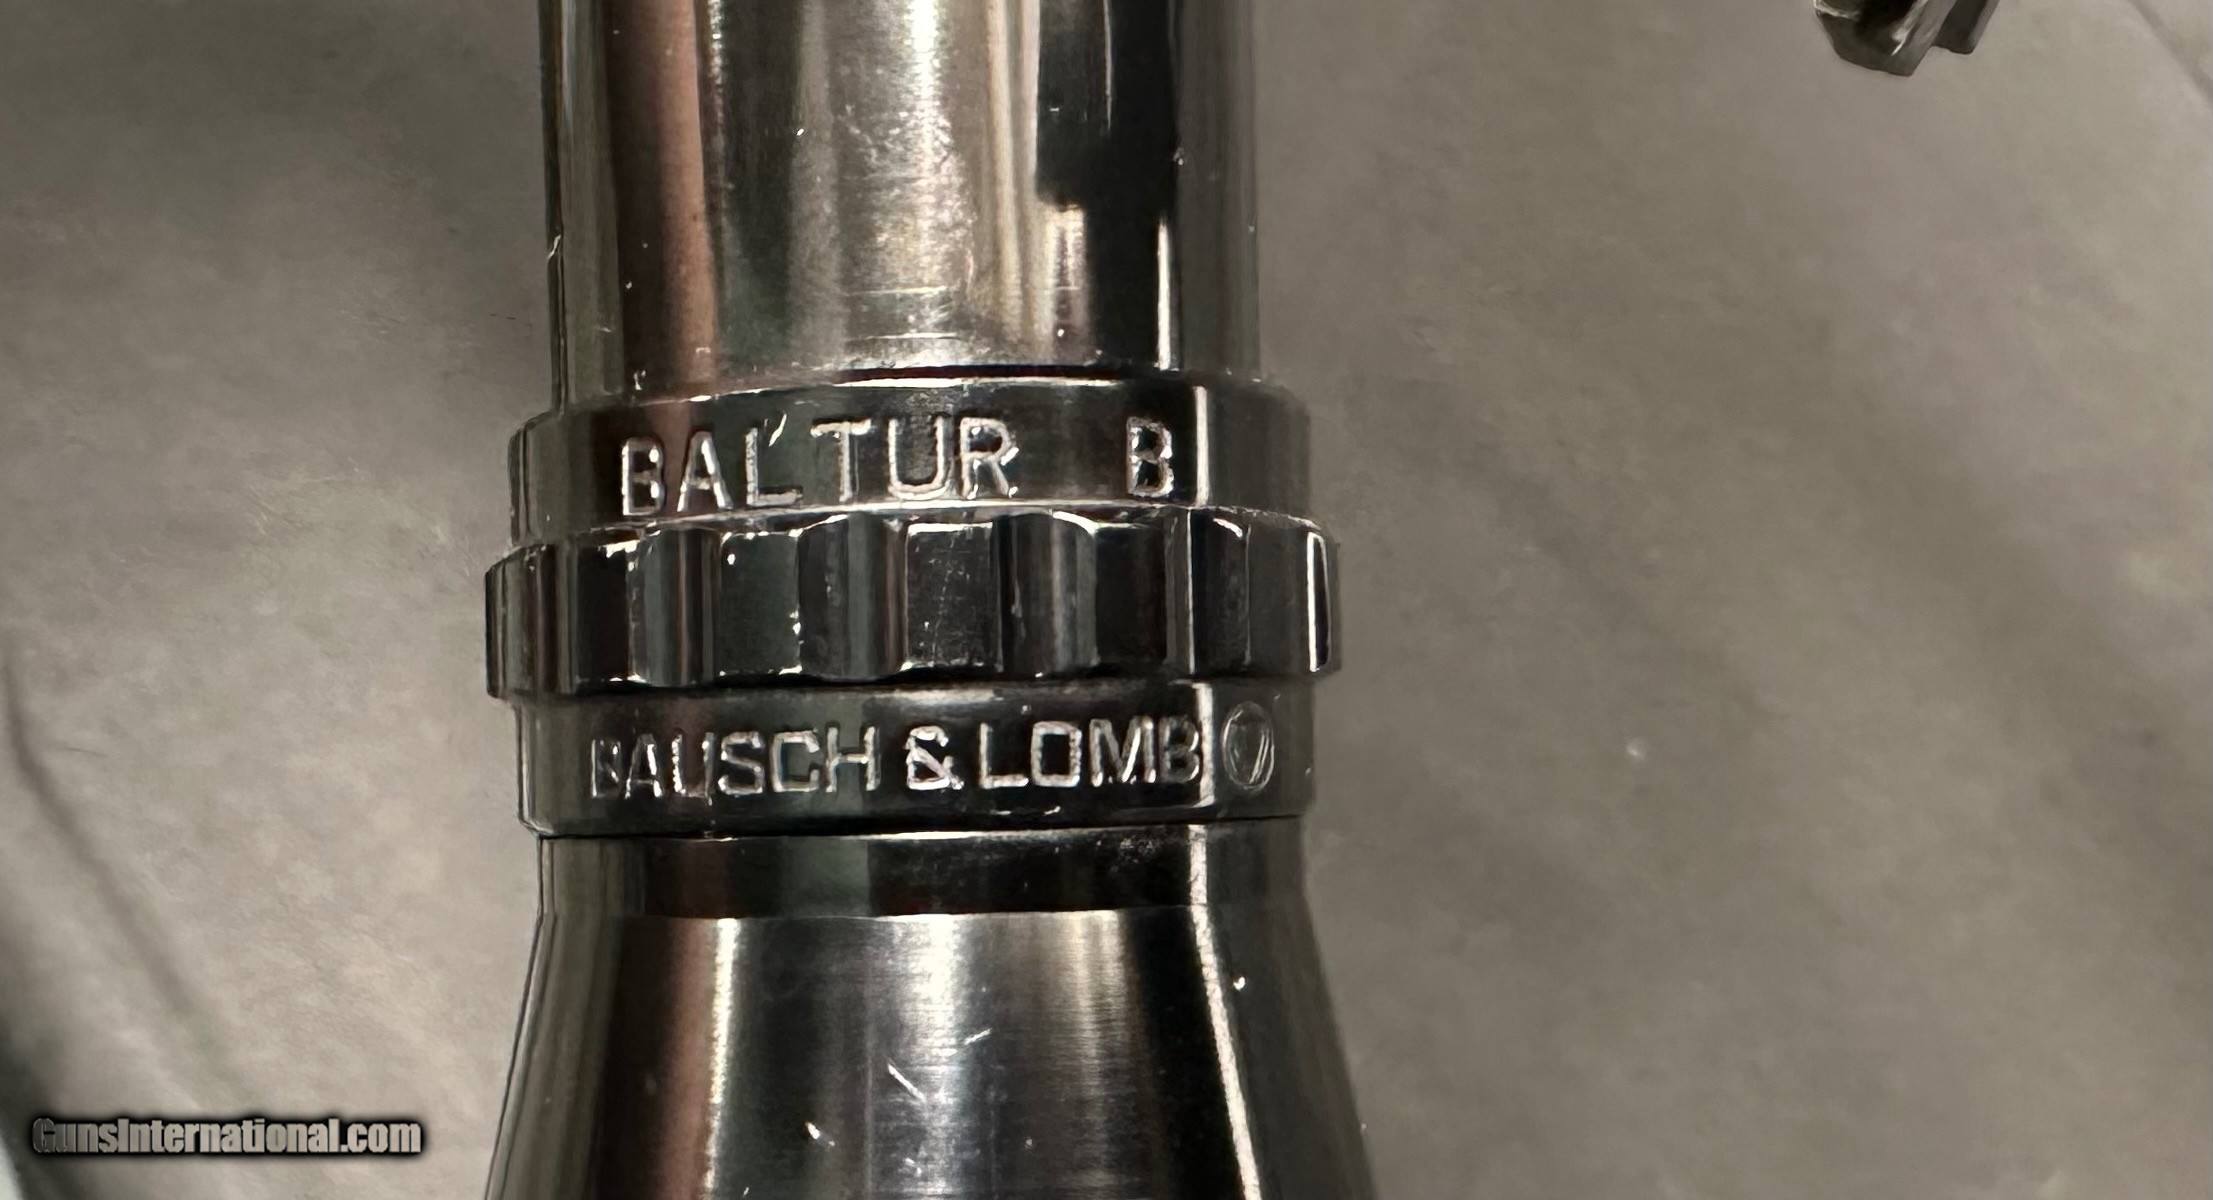 BALTUR B
BAUSCH & LOMB
GunsInternational.com